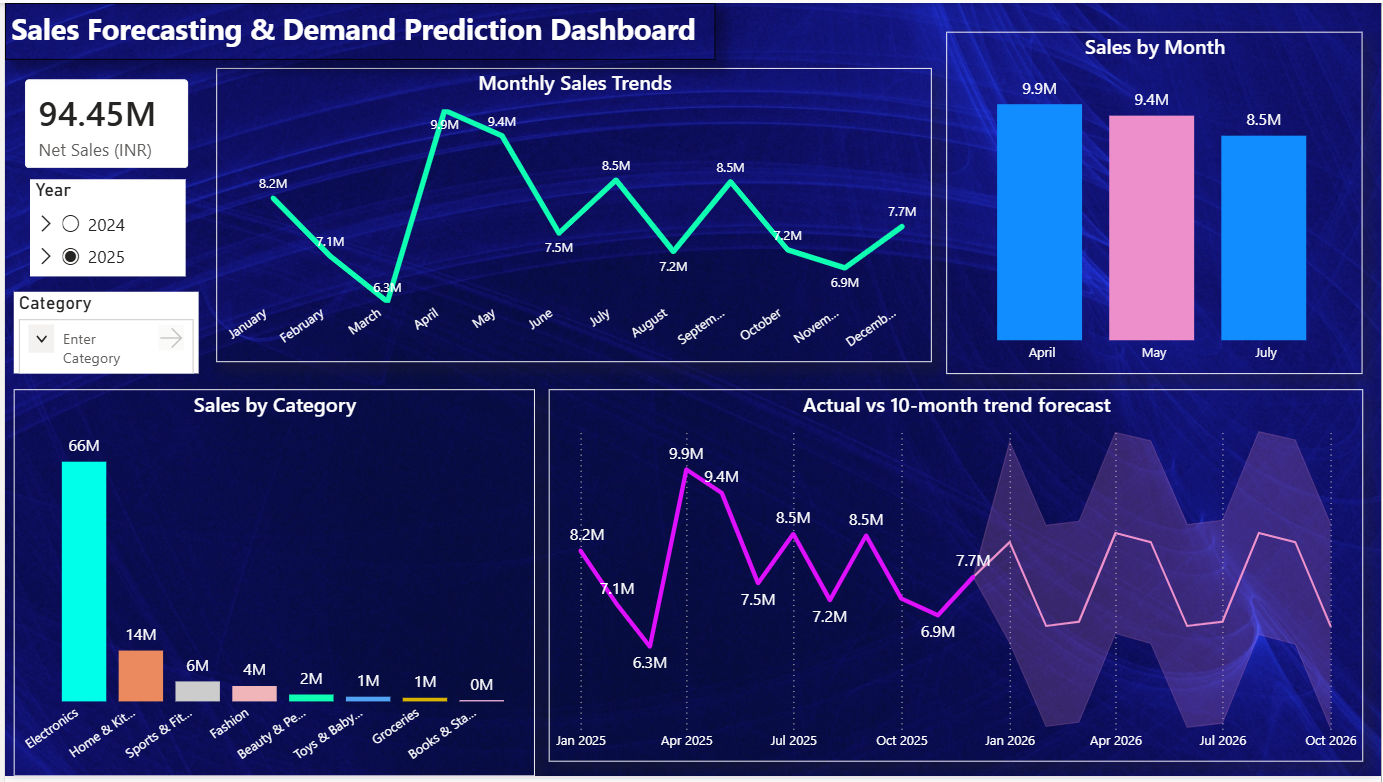 Sales Forecasting & Demand Prediction Dashboard
94.45M
Net Sales (INR)
Year
2024
2025
Category
Enter
Category
Monthly Sales Trends
8.2M
7.1M
6.3M
9.9M
9.4M
7.5M
8.5M
7.2M
8.5M
7.2M
6.9M
7.7M
January
February
March
April
May
June
July
August
Septem...
October
Novem...
Decemb...
Sales by Month
9.9M
9.4M
8.5M
April
May
July
Sales by Category
66M
14M
6M
4M
2M
1M
1M
0M
Electronics
Home & Kit...
Sports & Fit...
Fashion
Beauty & Pe...
Toys & Baby...
Groceries
Books & Sta...
Actual vs 10-month trend forecast
8.2M
7.1M
6.3M
9.9M
9.4M
7.5M
8.5M
7.2M
8.5M
6.9M
7.7M
Jan 2025
Apr 2025
Jul 2025
Oct 2025
Jan 2026
Apr 2026
Jul 2026
Oct 2026